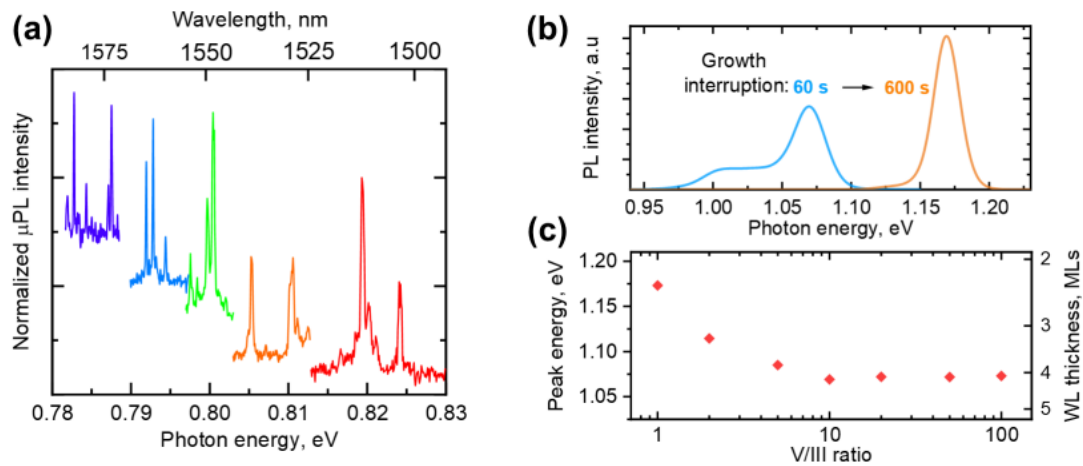 (a)
Wavelength, nm
1575 1550 1525 1500
Normalized µPL intensity
0.78 0.79 0.80 0.81 0.82 0.83
Photon energy, eV
(b)
PL intensity, a.u
Growth
interruption: 60 s 600 s
0.95 1.00 1.05 1.10 1.15 1.20
Photon energy, eV
(c)
Peak energy, eV
1.20
1.15
1.10
1.05
2
3
4
5
WL thickness, MLs
1 10 100
V/III ratio